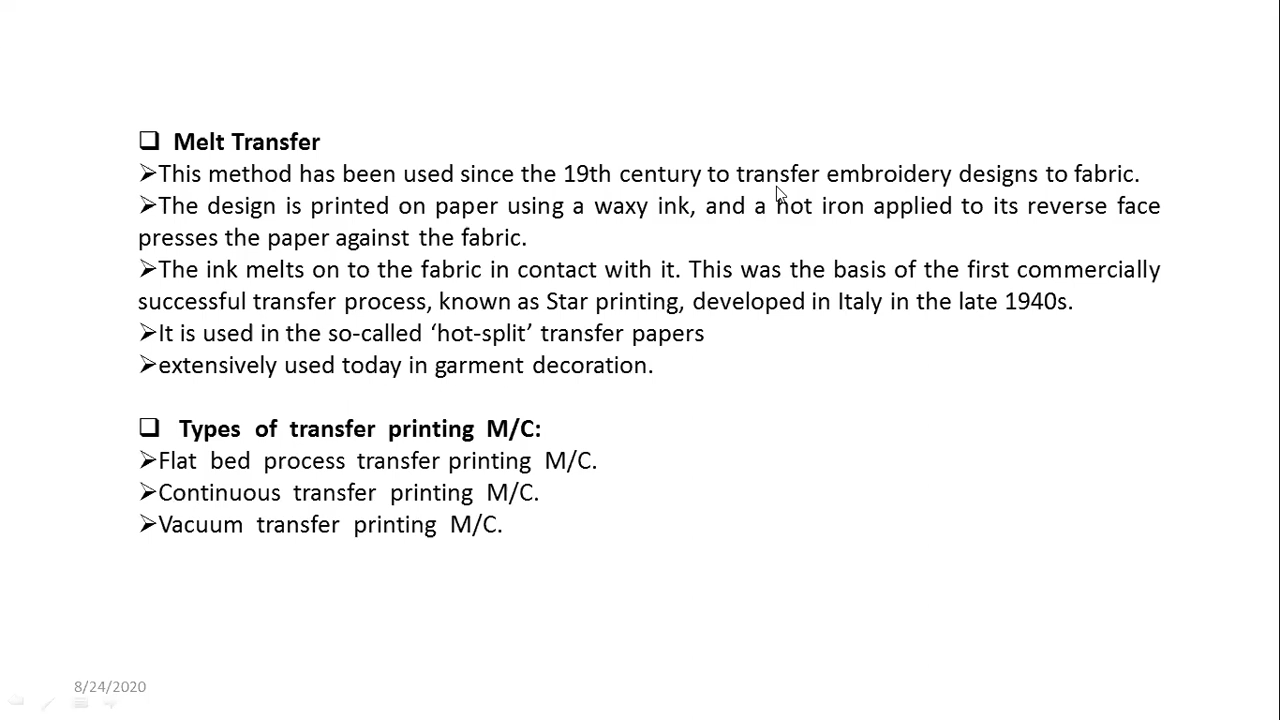 ❑ Melt Transfer
➢This method has been used since the 19th century to transfer embroidery designs to fabric.
➢The design is printed on paper using a waxy ink, and a hot iron applied to its reverse face
presses the paper against the fabric.
➢The ink melts on to the fabric in contact with it. This was the basis of the first commercially
successful transfer process, known as Star printing, developed in Italy in the late 1940s.
➢It is used in the so-called ‘hot-split’ transfer papers
➢extensively used today in garment decoration.
❑ Types of transfer printing M/C:
➢Flat bed process transfer printing M/C.
➢Continuous transfer printing M/C.
➢Vacuum transfer printing M/C.
8/24/2020